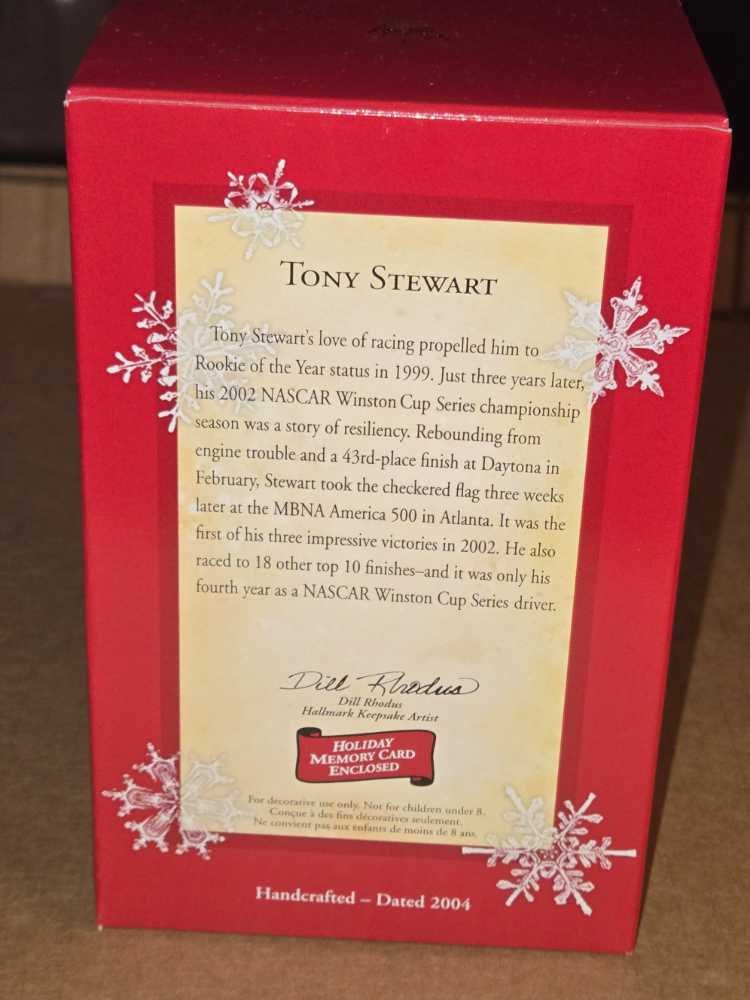 TONY STEWART
Tony Stewart's love of racing propelled him to
Rookie of the Year status in 1999. Just three years later,
his 2002 NASCAR Winston Cup Series championship
season was a story of resiliency. Rebounding from
engine trouble and a 43rd-place finish at Daytona in
February, Stewart took the checkered flag three weeks
later at the MBNA America 500 in Atlanta. It was the
first of his three impressive victories in 2002. He also
raced to 18 other top 10 finishes–and it was only his
fourth year as a NASCAR Winston Cup Series driver.
Dill Rhodus
Dill Rhodus
Hallmark Keepsake Artist
HOLIDAY
MEMORY CARD
ENCLOSED
For decorative use only. Not for children under 8.
Conçue à des fins décoratives seulement.
Ne convient pas aux enfants de moins de 8 ans.
Handcrafted – Dated 2004